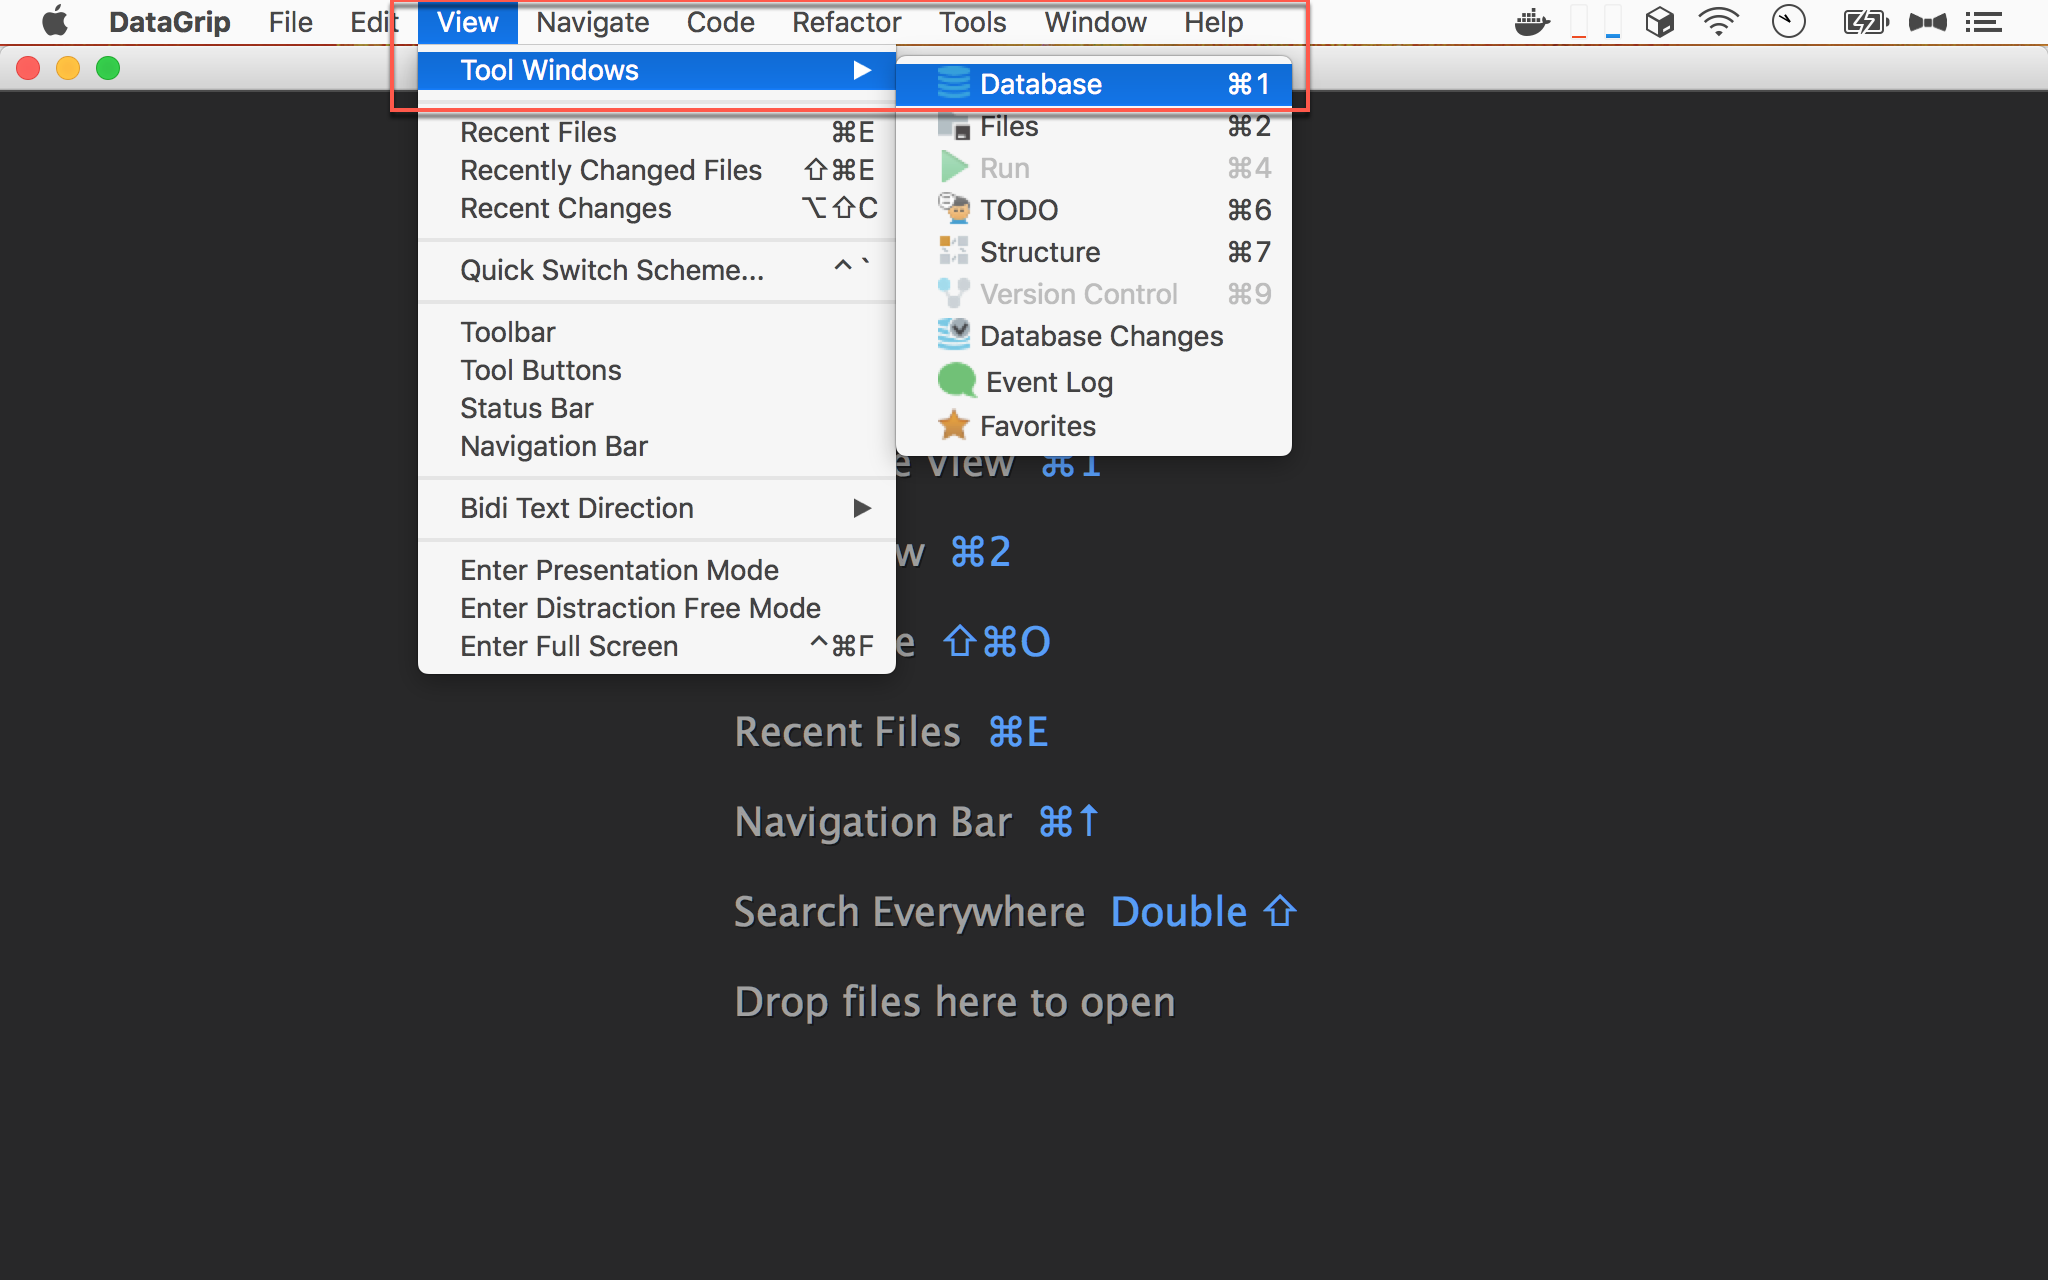 DataGrip File Edit View Navigate Code Refactor Tools Window Help
Tool Windows ▶
Recent Files ⌘E
Recently Changed Files ⇧⌘E
Recent Changes ⌥⇧C
Quick Switch Scheme... ^`
Toolbar
Tool Buttons
Status Bar
Navigation Bar
Bidi Text Direction ▶
Enter Presentation Mode
Enter Distraction Free Mode
Enter Full Screen ^⌘F
Database ⌘1
Files ⌘2
Run ⌘4
TODO ⌘6
Structure ⌘7
Version Control ⌘9
Database Changes
Event Log
Favorites
View ⌘1
⌘2
⇧⌘O
Recent Files ⌘E
Navigation Bar ⌘↑
Search Everywhere Double ⇧
Drop files here to open